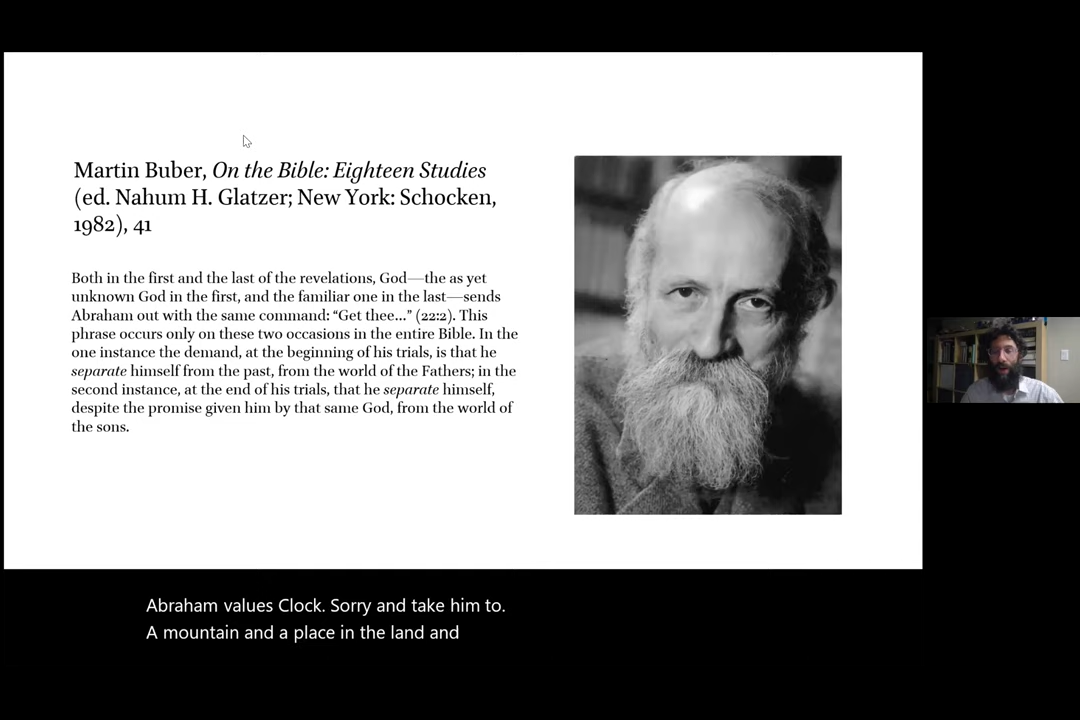 Martin Buber, On the Bible: Eighteen Studies
(ed. Nahum H. Glatzer; New York: Schocken,
1982), 41
Both in the first and the last of the revelations, God—the as yet
unknown God in the first, and the familiar one in the last—sends
Abraham out with the same command: “Get thee...” (22:2). This
phrase occurs only on these two occasions in the entire Bible. In the
one instance the demand, at the beginning of his trials, is that he
separate himself from the past, from the world of the Fathers; in the
second instance, at the end of his trials, that he separate himself,
despite the promise given him by that same God, from the world of
the sons.
Abraham values Clock. Sorry and take him to.
A mountain and a place in the land and